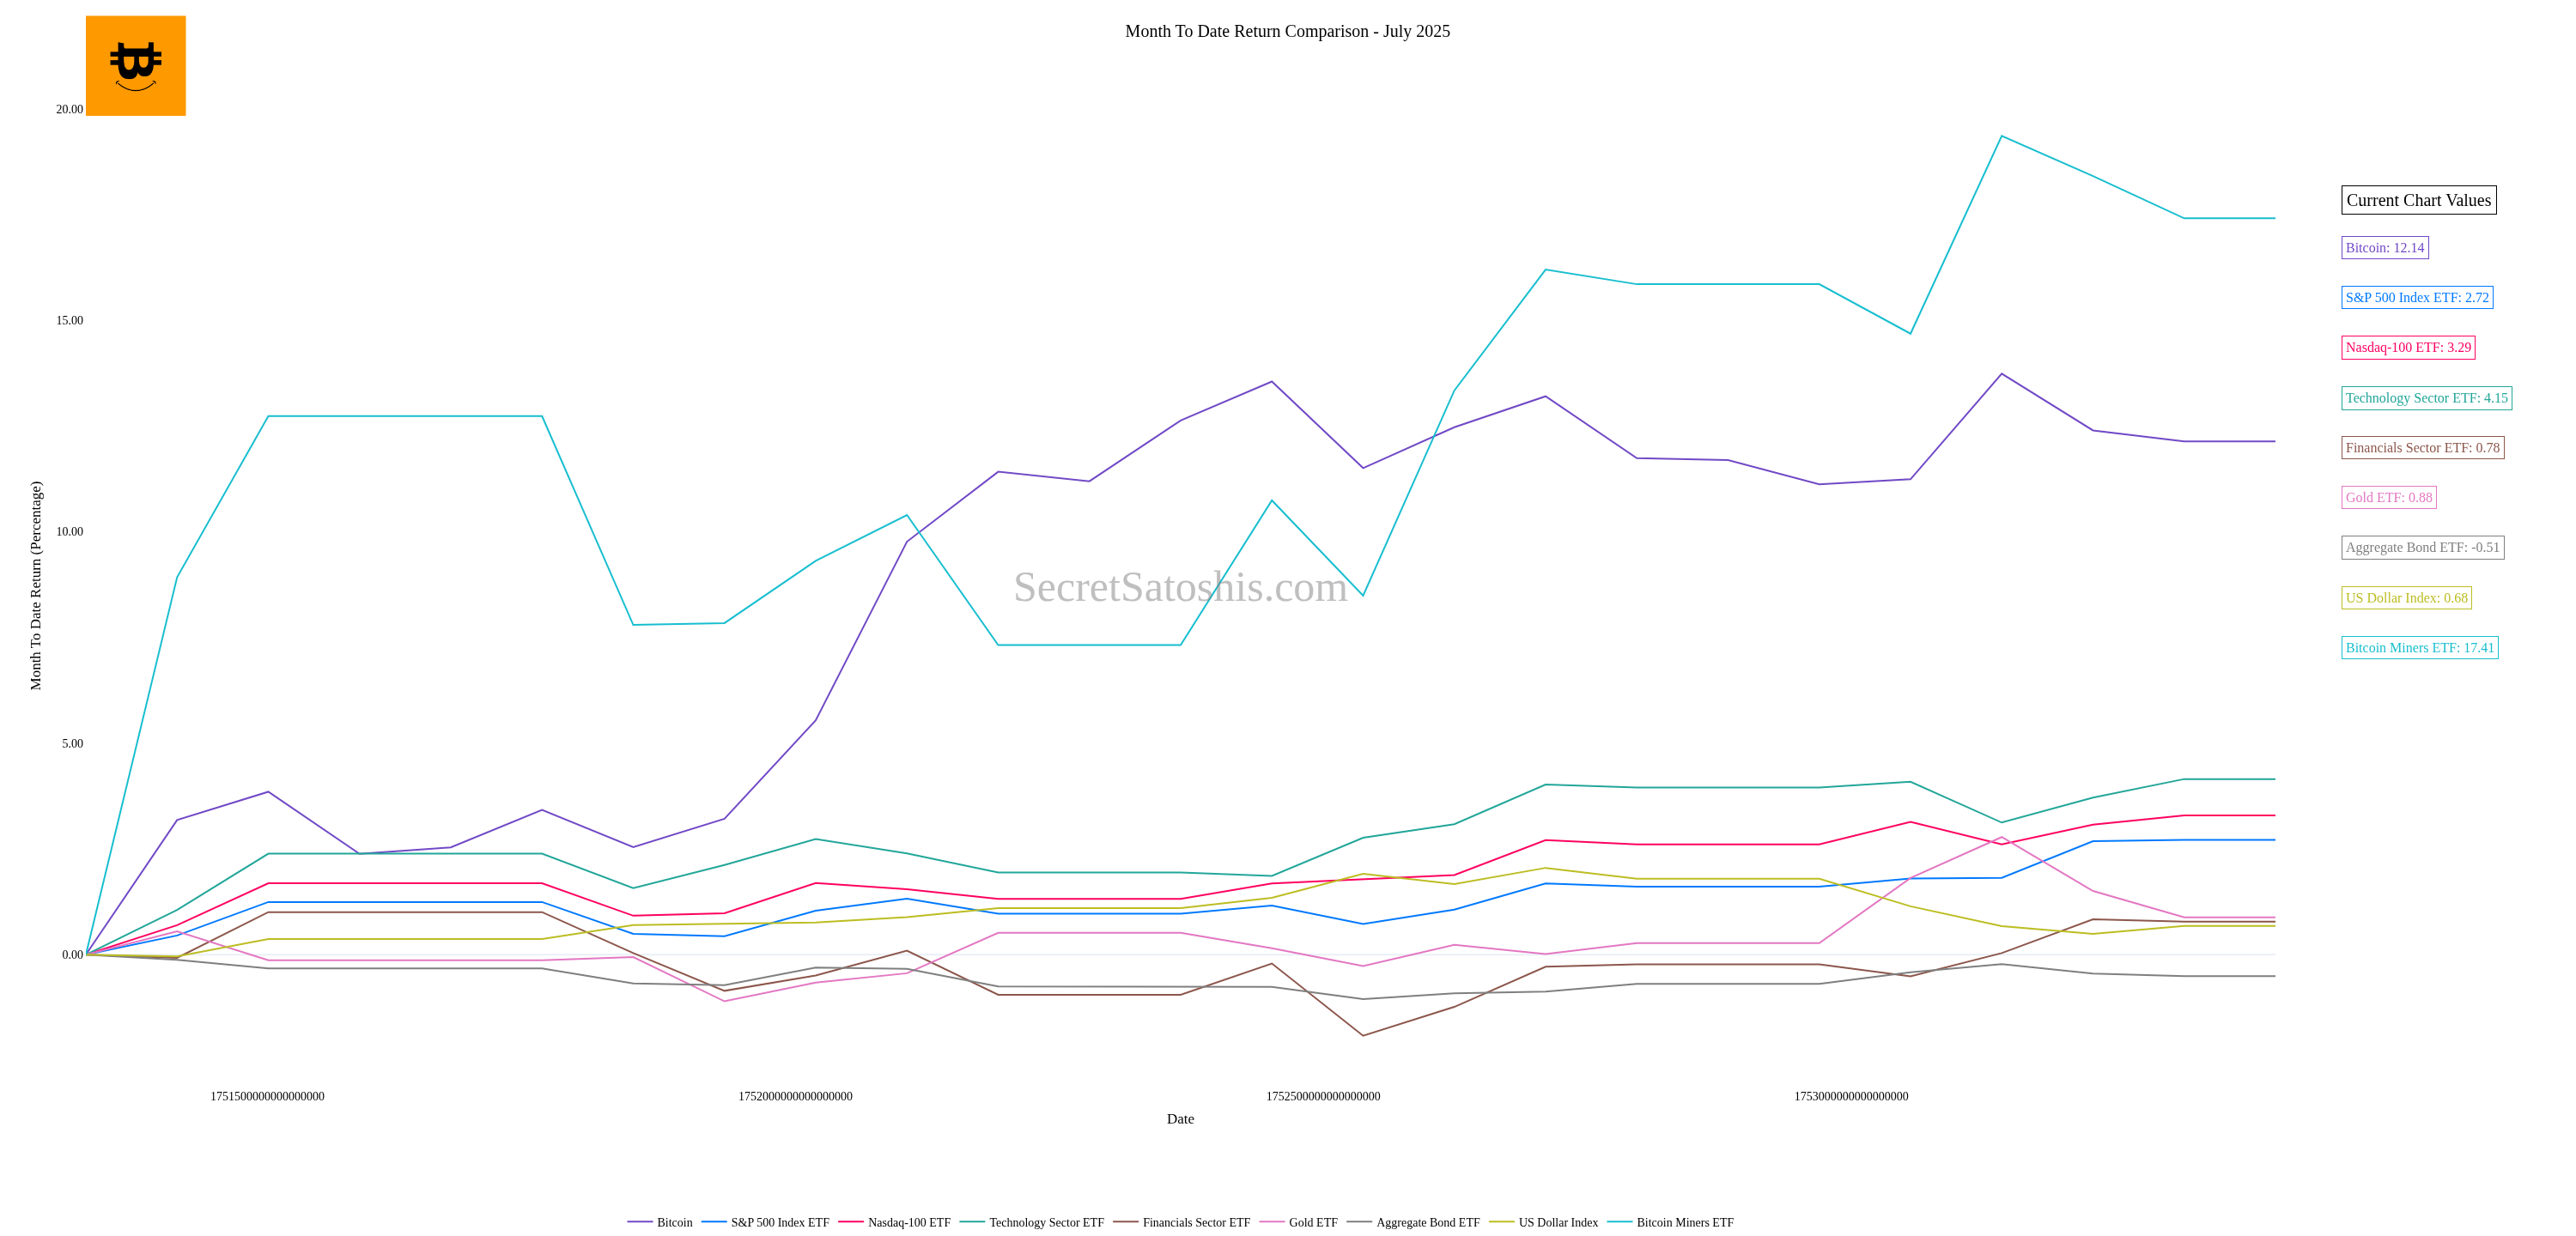 Month To Date Return Comparison - July 2025
20.00
15.00
10.00
5.00
0.00
Month To Date Return (Percentage)
SecretSatoshis.com
Current Chart Values
Bitcoin: 12.14
S&P 500 Index ETF: 2.72
Nasdaq-100 ETF: 3.29
Technology Sector ETF: 4.15
Financials Sector ETF: 0.78
Gold ETF: 0.88
Aggregate Bond ETF: -0.51
US Dollar Index: 0.68
Bitcoin Miners ETF: 17.41
1751500000000000000 1752000000000000000 1752500000000000000 1753000000000000000
Date
Bitcoin S&P 500 Index ETF Nasdaq-100 ETF Technology Sector ETF Financials Sector ETF Gold ETF Aggregate Bond ETF US Dollar Index Bitcoin Miners ETF